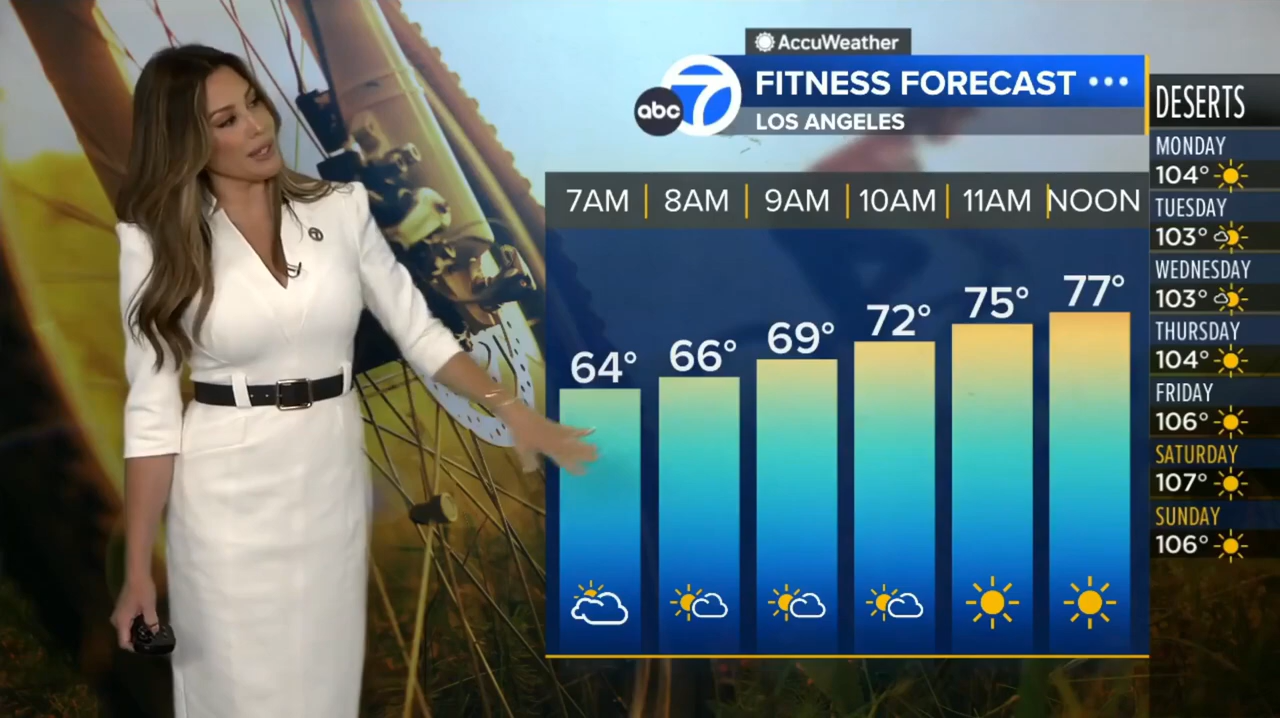 AccuWeather
abc 7
FITNESS FORECAST
LOS ANGELES
7AM 8AM 9AM 10AM 11AM NOON
64° 66° 69° 72° 75° 77°
DESERTS
MONDAY
104°
TUESDAY
103°
WEDNESDAY
103°
THURSDAY
104°
FRIDAY
106°
SATURDAY
107°
SUNDAY
106°